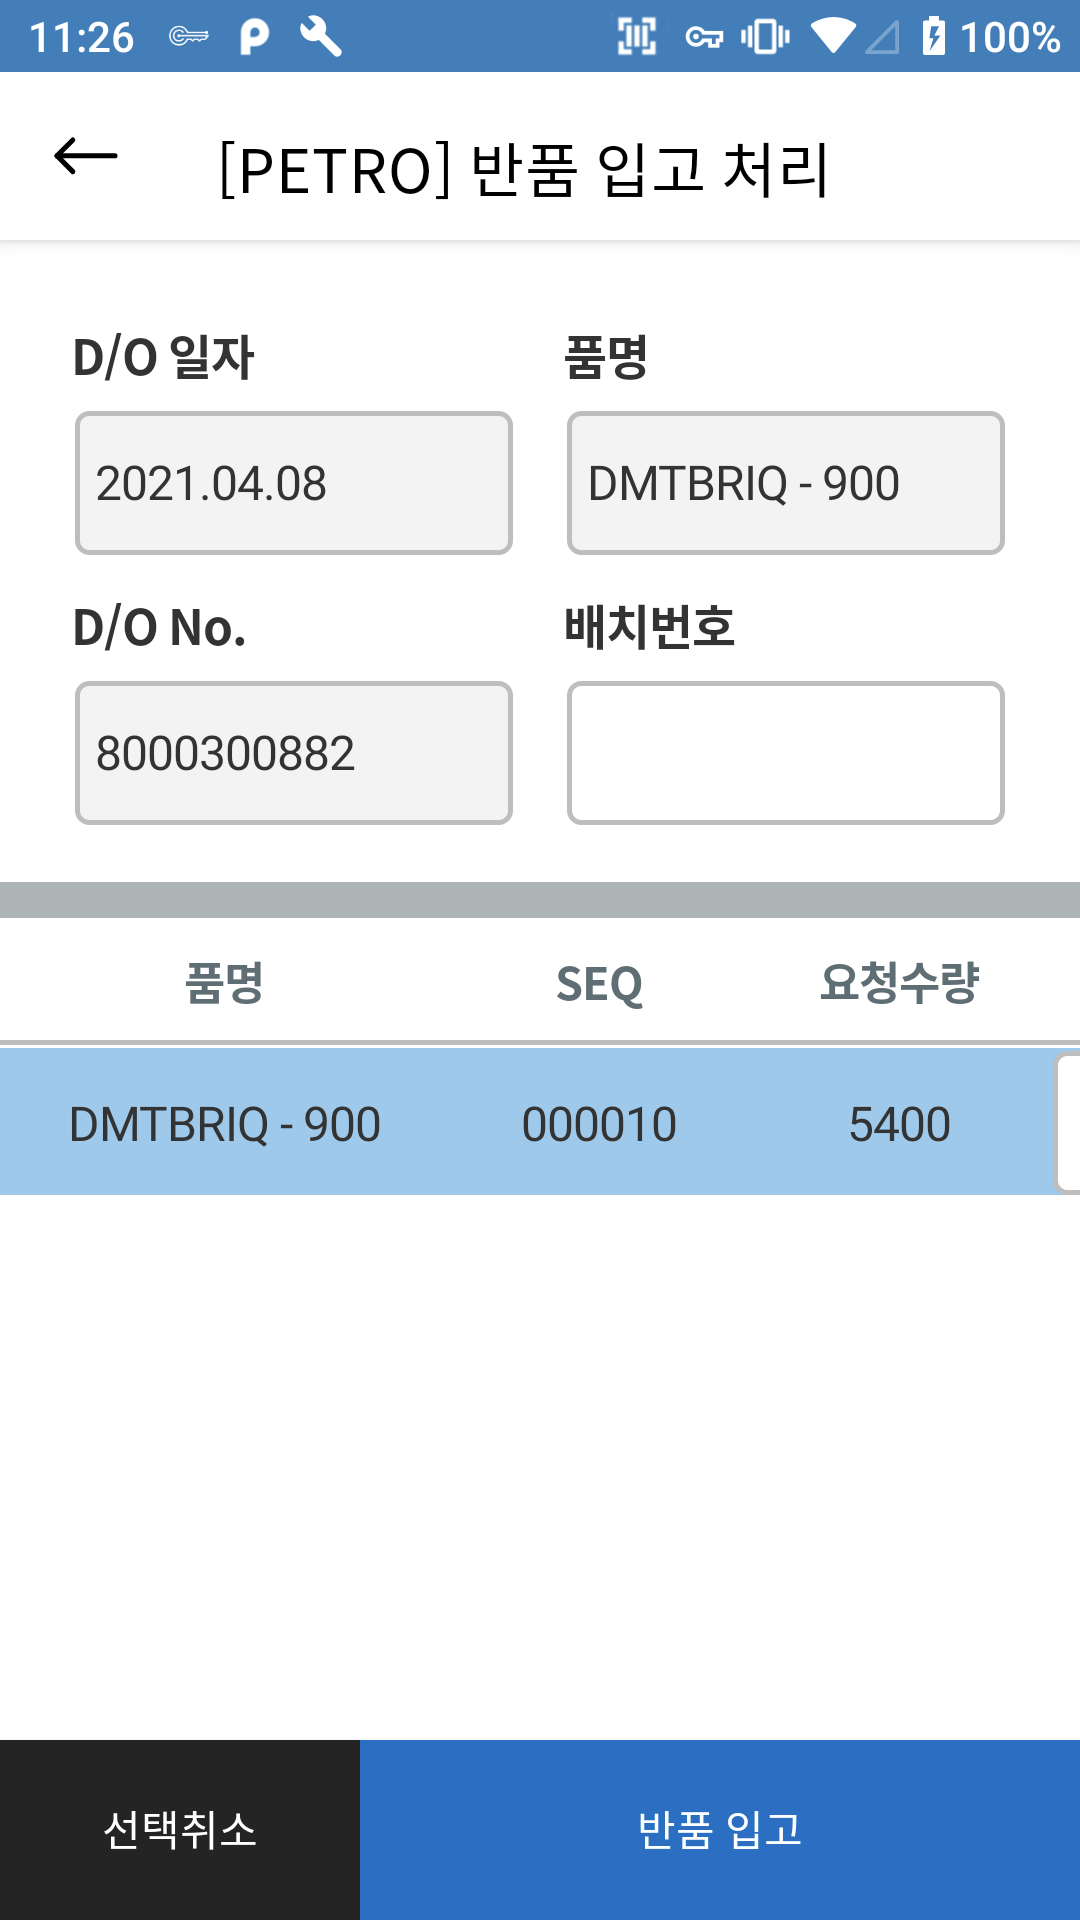 11:26 100%
[PETRO] 반품 입고 처리
D/O 일자 품명
2021.04.08 DMTBRIQ - 900
D/O No. 배치번호
8000300882
품명 SEQ 요청수량
DMTBRIQ - 900 000010 5400
선택취소 반품 입고